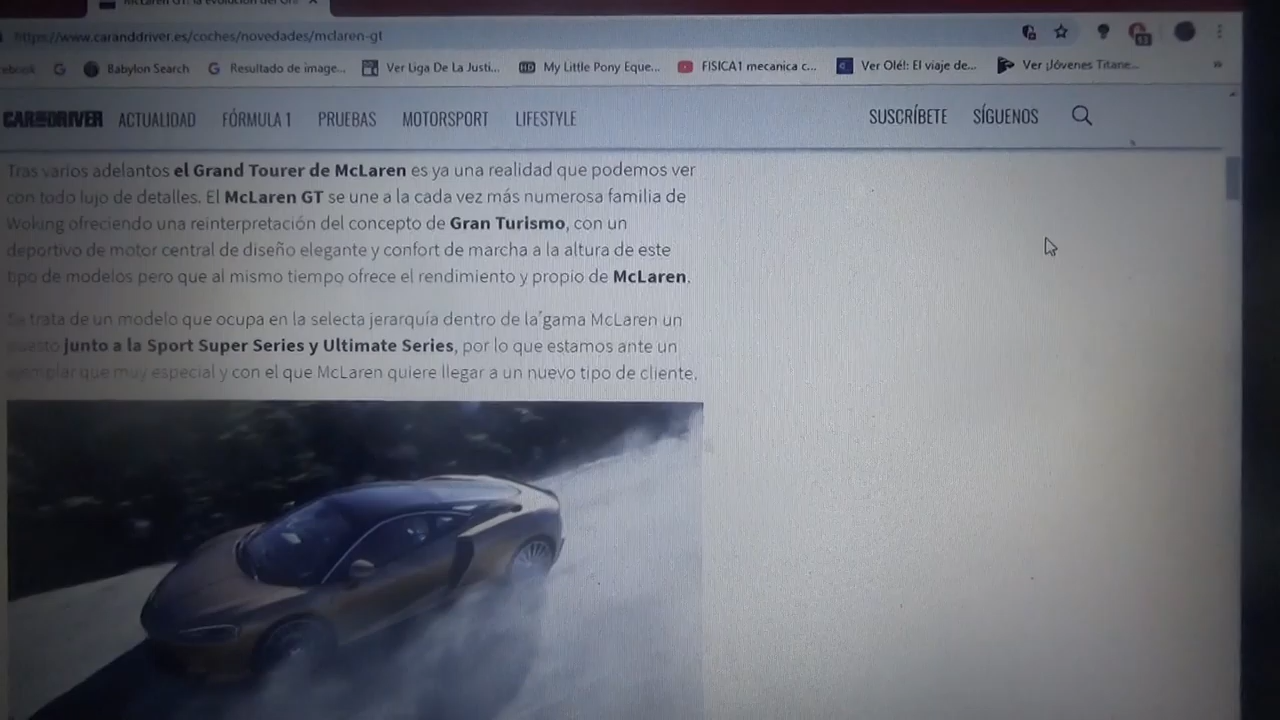 https://www.caranddriver.es/coches/novedades/mclaren-gt
ebook Babylon Search Resultado de image... Ver Liga De La Justi... My Little Pony Eque... FISICA1 mecanica c... Ver Olé!: El viaje de... Ver ¡Jóvenes Titane... »
CAR AND DRIVER ACTUALIDAD FÓRMULA 1 PRUEBAS MOTORSPORT LIFESTYLE SUSCRÍBETE SÍGUENOS
Tras varios adelantos el Grand Tourer de McLaren es ya una realidad que podemos ver
con todo lujo de detalles. El McLaren GT se une a la cada vez más numerosa familia de
Woking ofreciendo una reinterpretación del concepto de Gran Turismo, con un
deportivo de motor central de diseño elegante y confort de marcha a la altura de este
tipo de modelos pero que al mismo tiempo ofrece el rendimiento y propio de McLaren.
Se trata de un modelo que ocupa en la selecta jerarquía dentro de la gama McLaren un
puesto junto a la Sport Super Series y Ultimate Series, por lo que estamos ante un
ejemplar que muy especial y con el que McLaren quiere llegar a un nuevo tipo de cliente,